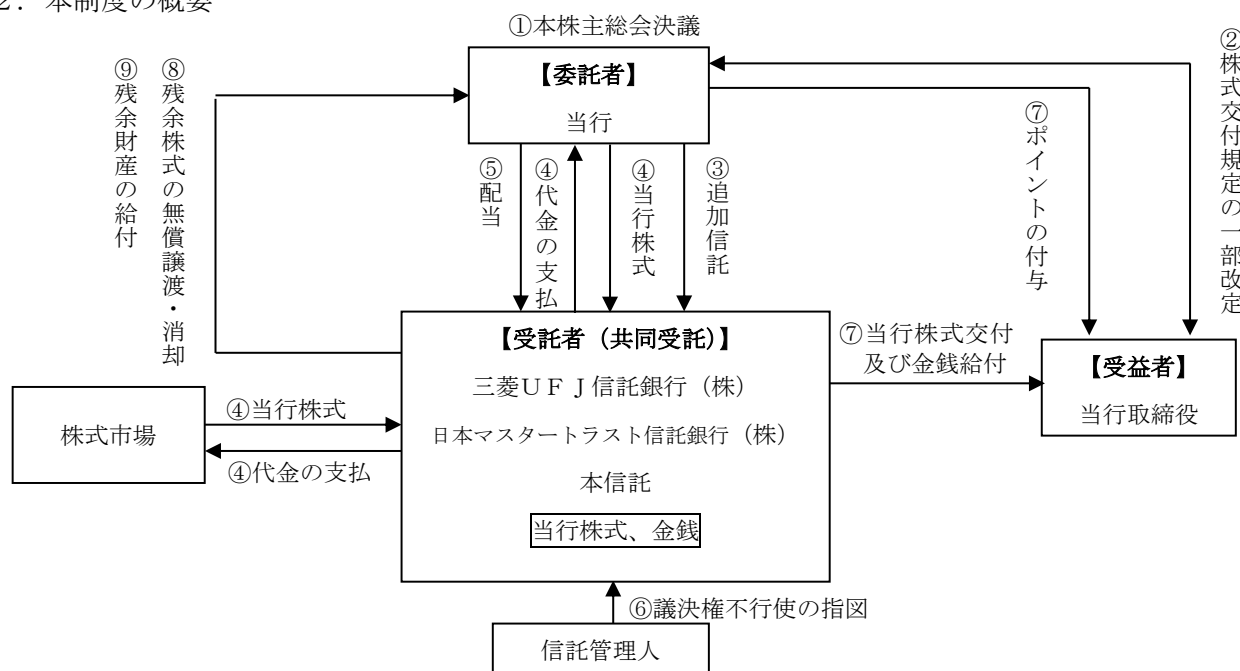 ２．本制度の概要
①本株主総会決議
【委託者】
当行
②株式交付規定の一部改定
⑨残余財産の給付
⑧残余株式の無償譲渡・消却
⑤配当
④代金の支払
④当行株式
③追加信託
⑦ポイントの付与
【受託者（共同受託）】
三菱ＵＦＪ信託銀行（株）
日本マスタートラスト信託銀行（株）
本信託
当行株式、金銭
⑦当行株式交付
及び金銭給付
【受益者】
当行取締役
株式市場
④当行株式
④代金の支払
⑥議決権不行使の指図
信託管理人